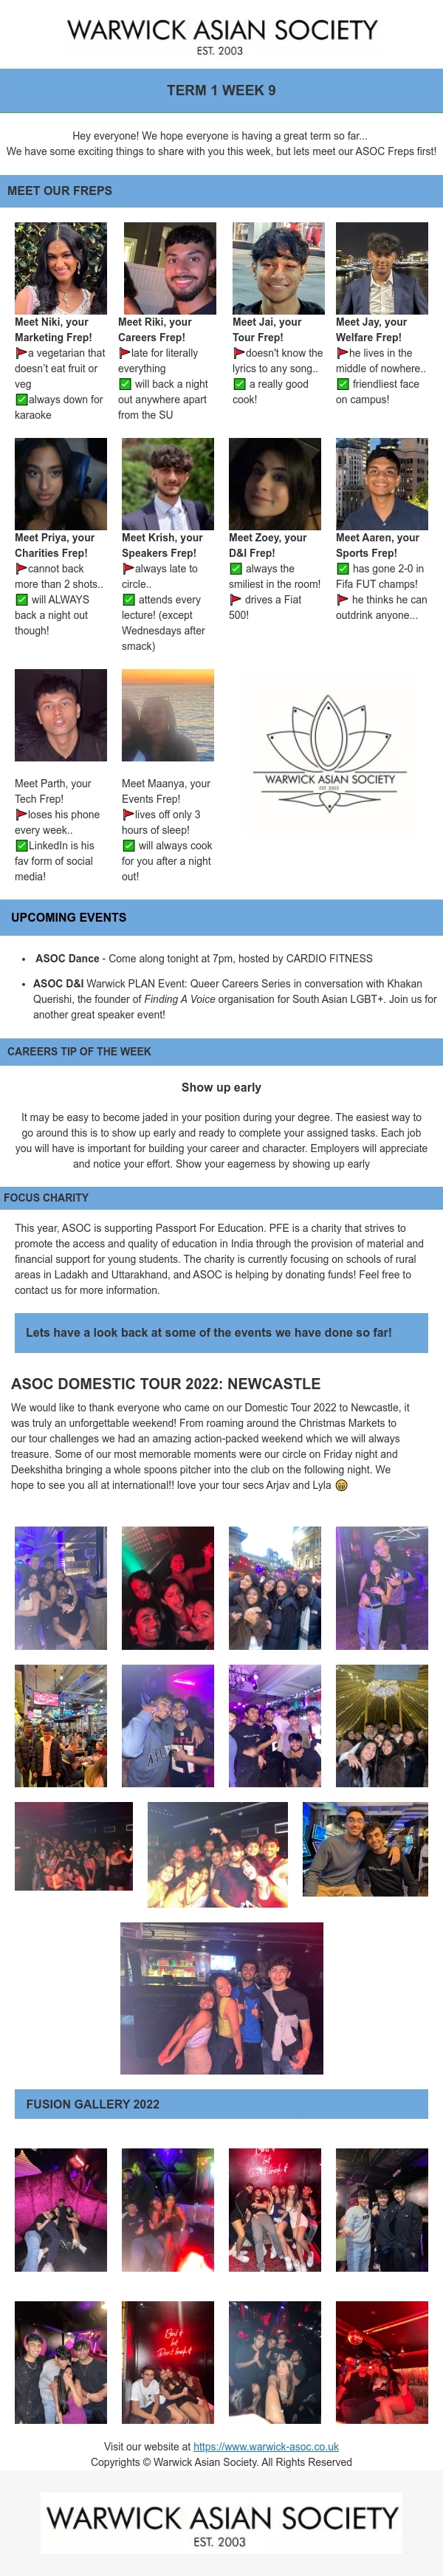 WARWICK ASIAN SOCIETY
EST. 2003
TERM 1 WEEK 9
Hey everyone! We hope everyone is having a great term so far...
We have some exciting things to share with you this week, but lets meet our ASOC Freps first!
MEET OUR FREPS
Meet Niki, your
Marketing Frep!
🚩a vegetarian that
doesn't eat fruit or
veg
✅always down for
karaoke
Meet Riki, your
Careers Frep!
🚩late for literally
everything
✅ will back a night
out anywhere apart
from the SU
Meet Jai, your
Tour Frep!
🚩doesn't know the
lyrics to any song..
✅ a really good
cook!
Meet Jay, your
Welfare Frep!
🚩he lives in the
middle of nowhere..
✅ friendliest face
on campus!
Meet Priya, your
Charities Frep!
🚩cannot back
more than 2 shots..
✅ will ALWAYS
back a night out
though!
Meet Krish, your
Speakers Frep!
🚩always late to
circle..
✅ attends every
lecture! (except
Wednesdays after
smack)
Meet Zoey, your
D&I Frep!
✅ always the
smiliest in the room!
🚩 drives a Fiat
500!
Meet Aaren, your
Sports Frep!
✅ has gone 2-0 in
Fifa FUT champs!
🚩 he thinks he can
outdrink anyone...
Meet Parth, your
Tech Frep!
🚩loses his phone
every week..
✅LinkedIn is his
fav form of social
media!
Meet Maanya, your
Events Frep!
🚩lives off only 3
hours of sleep!
✅ will always cook
for you after a night
out!
WARWICK ASIAN SOCIETY
EST 2003
UPCOMING EVENTS
• ASOC Dance - Come along tonight at 7pm, hosted by CARDIO FITNESS
• ASOC D&I Warwick PLAN Event: Queer Careers Series in conversation with Khakan
Querishi, the founder of Finding A Voice organisation for South Asian LGBT+. Join us for
another great speaker event!
CAREERS TIP OF THE WEEK
Show up early
It may be easy to become jaded in your position during your degree. The easiest way to
go around this is to show up early and ready to complete your assigned tasks. Each job
you will have is important for building your career and character. Employers will appreciate
and notice your effort. Show your eagerness by showing up early
FOCUS CHARITY
This year, ASOC is supporting Passport For Education. PFE is a charity that strives to
promote the access and quality of education in India through the provision of material and
financial support for young students. The charity is currently focusing on schools of rural
areas in Ladakh and Uttarakhand, and ASOC is helping by donating funds! Feel free to
contact us for more information.
Lets have a look back at some of the events we have done so far!
ASOC DOMESTIC TOUR 2022: NEWCASTLE
We would like to thank everyone who came on our Domestic Tour 2022 to Newcastle, it
was truly an unforgettable weekend! From roaming around the Christmas Markets to
our tour challenges we had an amazing action-packed weekend which we will always
treasure. Some of our most memorable moments were our circle on Friday night and
Deekshitha bringing a whole spoons pitcher into the club on the following night. We
hope to see you all at international!! love your tour secs Arjav and Lyla 😁
FUSION GALLERY 2022
Visit our website at https://www.warwick-asoc.co.uk
Copyrights © Warwick Asian Society. All Rights Reserved
WARWICK ASIAN SOCIETY
EST. 2003